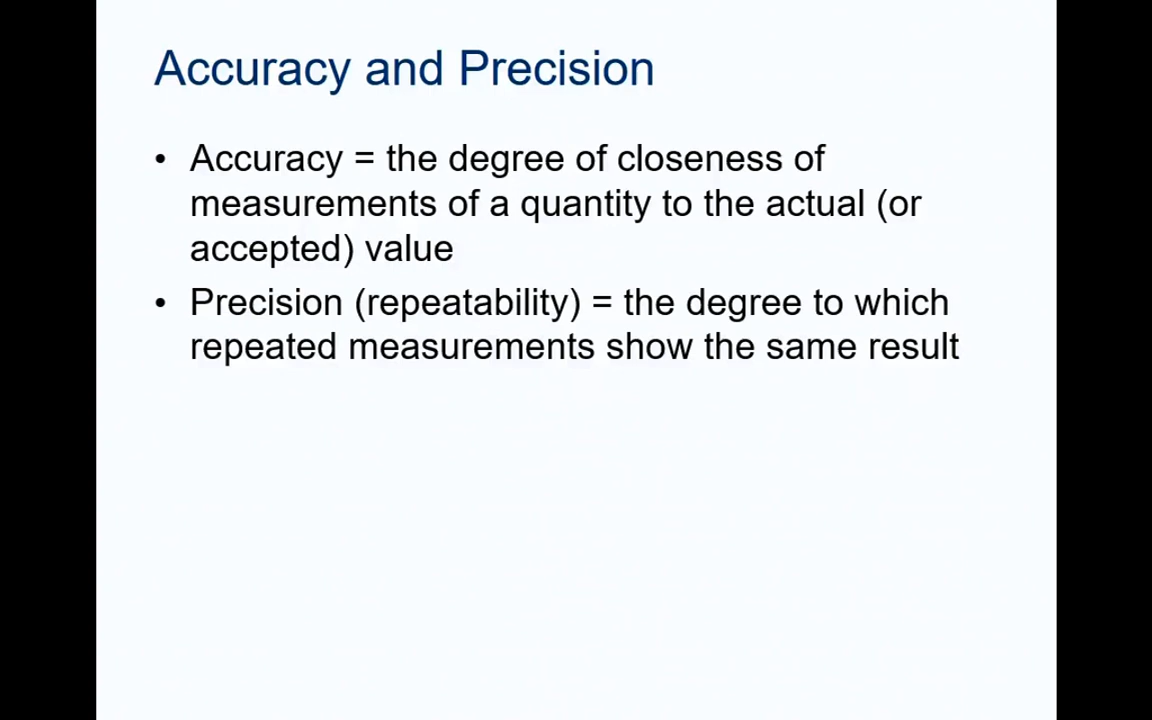 Accuracy and Precision
• Accuracy = the degree of closeness of
measurements of a quantity to the actual (or
accepted) value
• Precision (repeatability) = the degree to which
repeated measurements show the same result